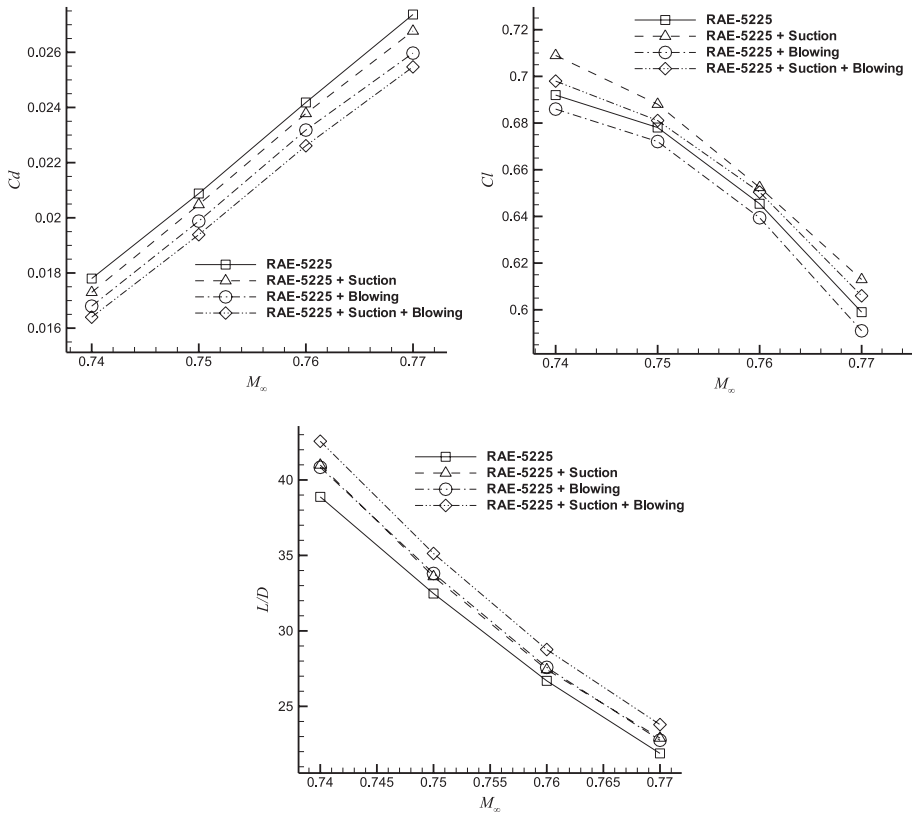 Cd
0.026
0.024
0.022
0.02
0.018
0.016
0.74
0.75
0.76
0.77
M∞
RAE-5225
RAE-5225 + Suction
RAE-5225 + Blowing
RAE-5225 + Suction + Blowing
Cl
0.72
0.7
0.68
0.66
0.64
0.62
0.6
0.74
0.75
0.76
0.77
M∞
RAE-5225
RAE-5225 + Suction
RAE-5225 + Blowing
RAE-5225 + Suction + Blowing
L/D
40
35
30
25
0.74
0.745
0.75
0.755
0.76
0.765
0.77
M∞
RAE-5225
RAE-5225 + Suction
RAE-5225 + Blowing
RAE-5225 + Suction + Blowing